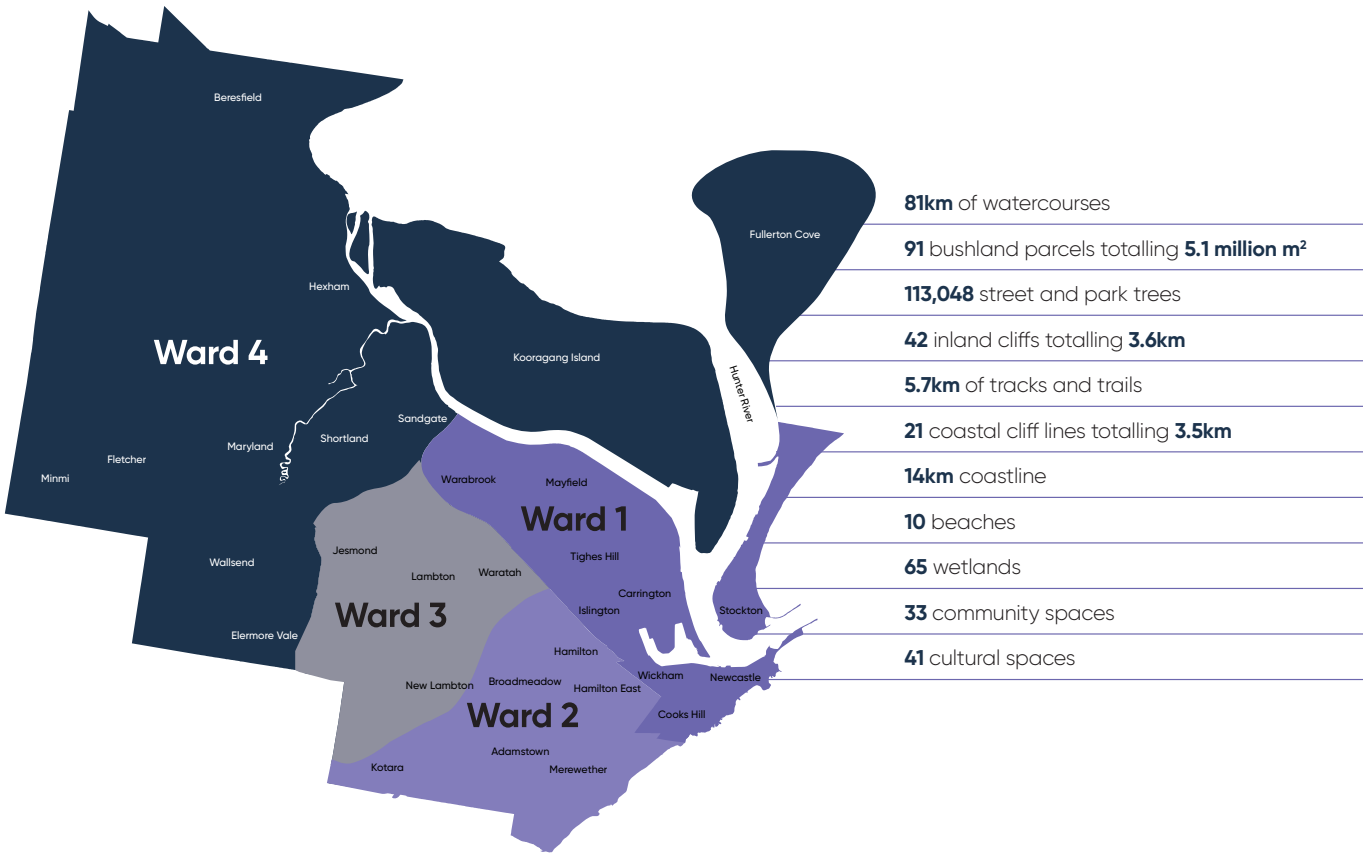 Beresfield
Fullerton Cove
Hexham
Ward 4
Kooragang Island
Hunter River
Sandgate
Shortland
Maryland
Fletcher
Minmi
Warabrook
Mayfield
Ward 1
Jesmond
Tighes Hill
Wallsend
Lambton
Waratah
Carrington
Islington
Stockton
Ward 3
Elermore Vale
Hamilton
Wickham
Newcastle
New Lambton
Broadmeadow
Hamilton East
Ward 2
Cooks Hill
Adamstown
Kotara
Merewether
81km of watercourses
91 bushland parcels totalling 5.1 million m²
113,048 street and park trees
42 inland cliffs totalling 3.6km
5.7km of tracks and trails
21 coastal cliff lines totalling 3.5km
14km coastline
10 beaches
65 wetlands
33 community spaces
41 cultural spaces